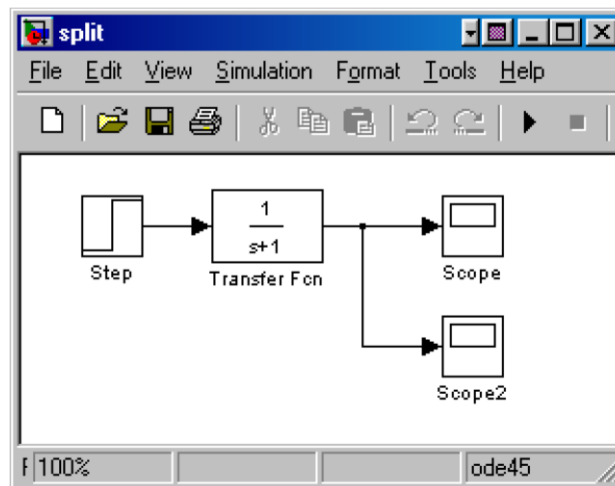 split
File Edit View Simulation Format Tools Help
1
s+1
Step
Transfer Fcn
Scope
Scope2
100%
ode45